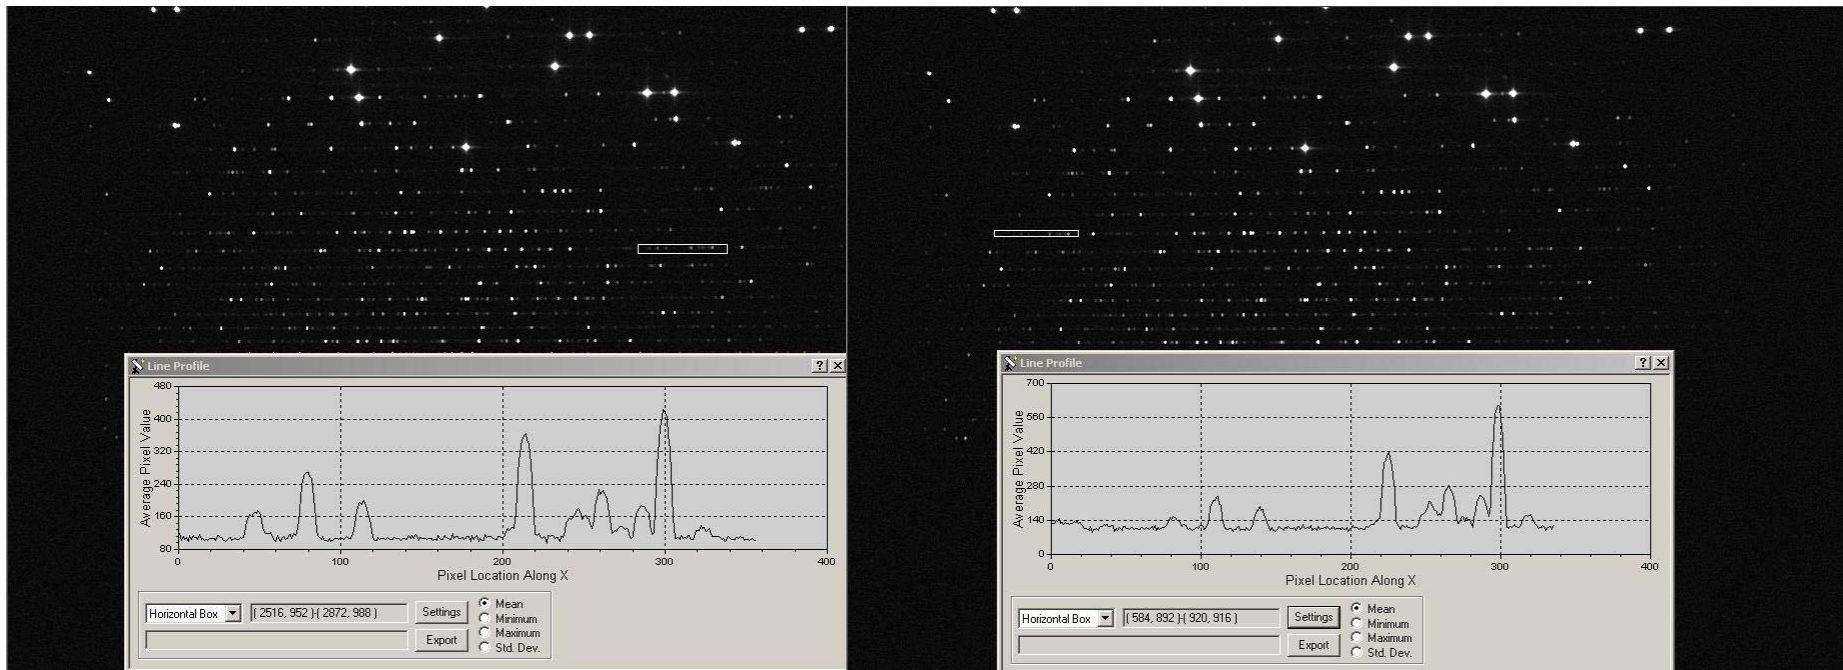 Line Profile
480
400
320
240
160
80
Average Pixel Value
0 100 200 300 400
Pixel Location Along X
Horizontal Box ( 2516, 952 )-( 2872, 988 ) Settings
Export
Mean
Minimum
Maximum
Std. Dev.
Line Profile
700
560
420
280
140
0
Average Pixel Value
0 100 200 300 400
Pixel Location Along X
Horizontal Box ( 584, 892 )-( 920, 916 ) Settings
Export
Mean
Minimum
Maximum
Std. Dev.